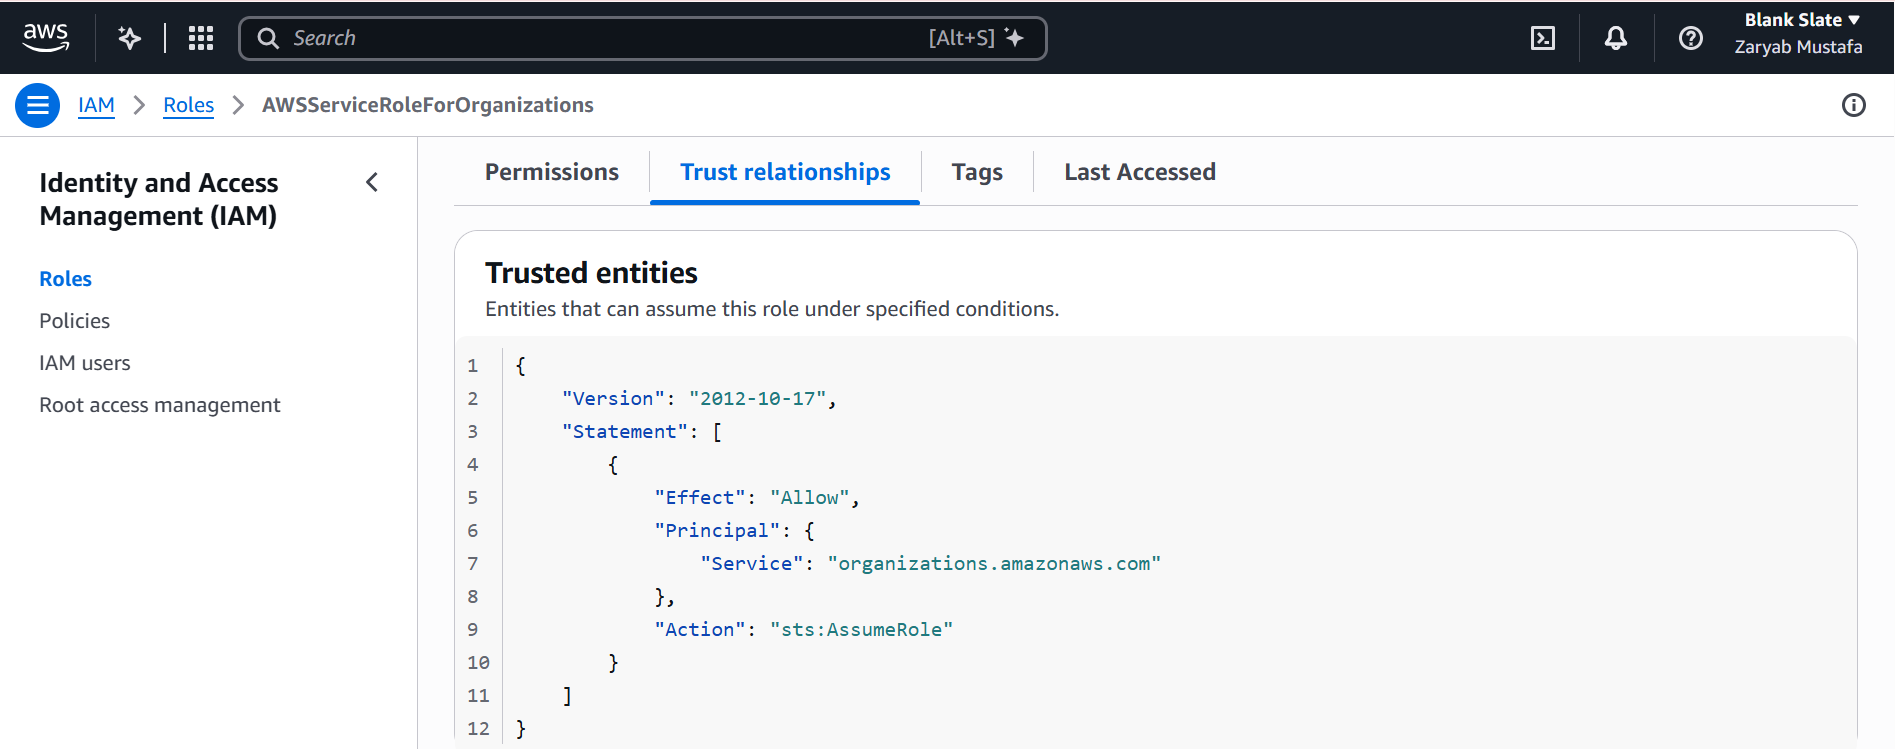 aws
Search [Alt+S]
Blank Slate
Zaryab Mustafa
IAM Roles AWSServiceRoleForOrganizations
Identity and Access
Management (IAM)
Roles
Policies
IAM users
Root access management
Permissions Trust relationships Tags Last Accessed
Trusted entities
Entities that can assume this role under specified conditions.
1 {
2 "Version": "2012-10-17",
3 "Statement": [
4 {
5 "Effect": "Allow",
6 "Principal": {
7 "Service": "organizations.amazonaws.com"
8 },
9 "Action": "sts:AssumeRole"
10 }
11 ]
12 }